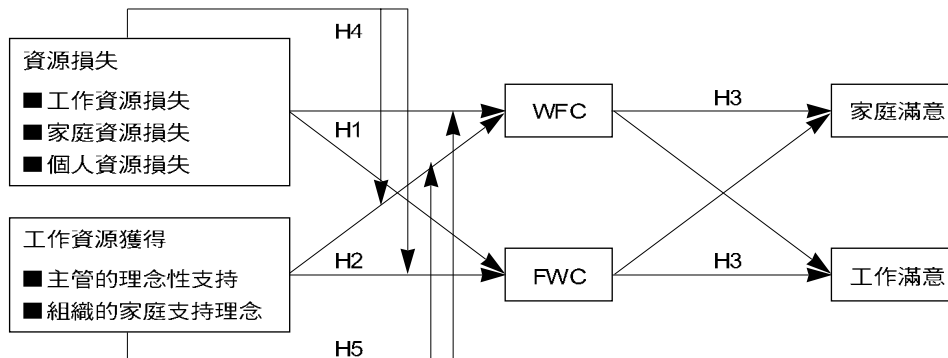 H4
資源損失
■工作資源損失
■家庭資源損失
■個人資源損失
H1
WFC
H3
家庭滿意
工作資源獲得
■主管的理念性支持
■組織的家庭支持理念
H2
FWC
H3
工作滿意
H5